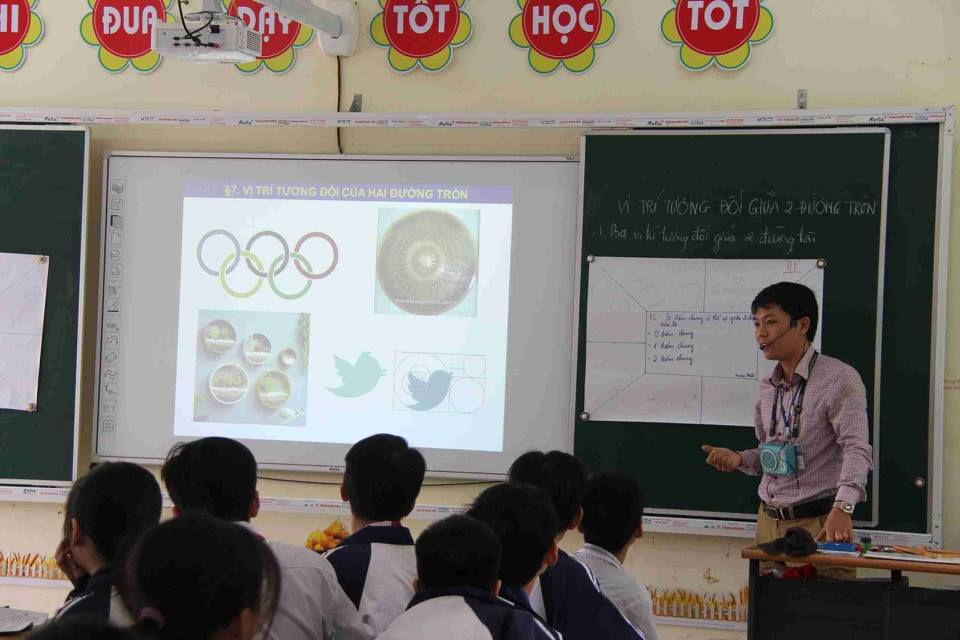 HI ĐUA DẠY TỐT HỌC TỐT
§7. VỊ TRÍ TƯƠNG ĐỐI CỦA HAI ĐƯỜNG TRÒN
VỊ TRÍ TƯƠNG ĐỐI GIỮA 2 ĐƯỜNG TRÒN
1. Ba vị trí tương đối giữa 2 đường tròn
- 0 điểm chung
- 1 điểm chung
- 2 điểm chung